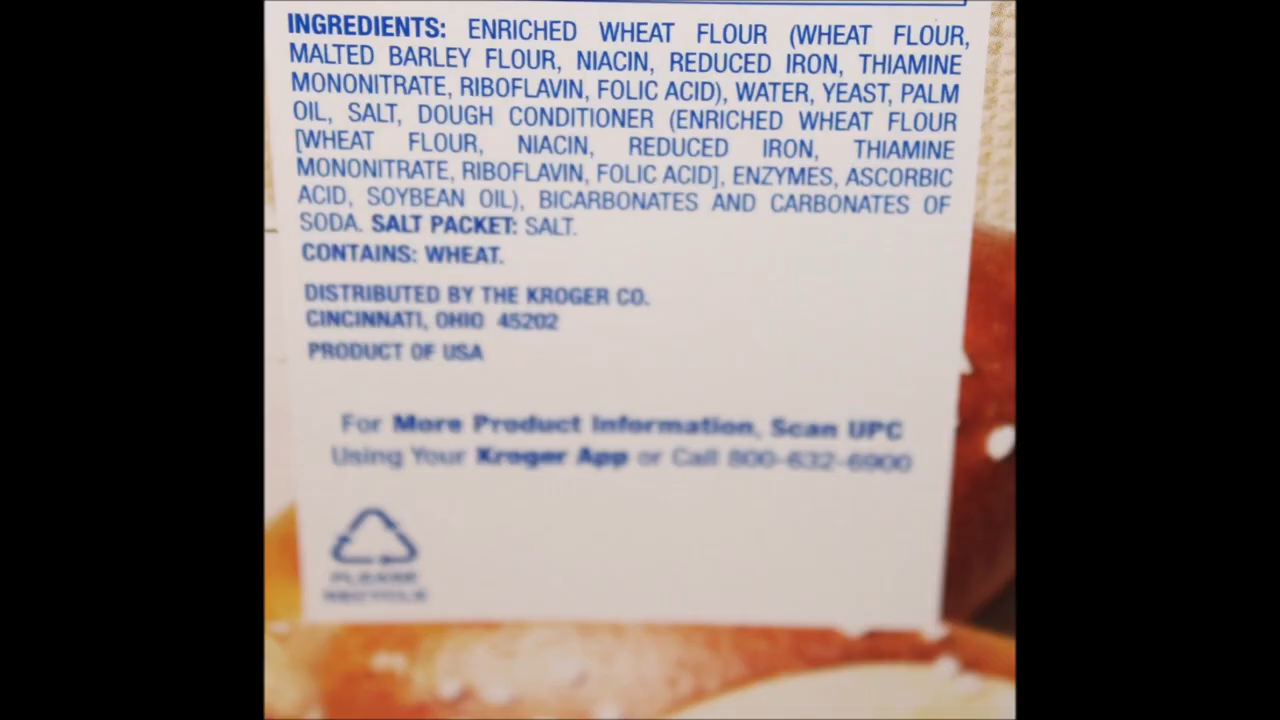 INGREDIENTS: ENRICHED WHEAT FLOUR (WHEAT FLOUR,
MALTED BARLEY FLOUR, NIACIN, REDUCED IRON, THIAMINE
MONONITRATE, RIBOFLAVIN, FOLIC ACID), WATER, YEAST, PALM
OIL, SALT, DOUGH CONDITIONER (ENRICHED WHEAT FLOUR
[WHEAT FLOUR, NIACIN, REDUCED IRON, THIAMINE
MONONITRATE, RIBOFLAVIN, FOLIC ACID], ENZYMES, ASCORBIC
ACID, SOYBEAN OIL), BICARBONATES AND CARBONATES OF
SODA. SALT PACKET: SALT.
CONTAINS: WHEAT.
DISTRIBUTED BY THE KROGER CO.
CINCINNATI, OHIO 45202
PRODUCT OF USA
For More Product Information, Scan UPC
Using Your Kroger App or Call 800-632-6900
PLEASE
RECYCLE